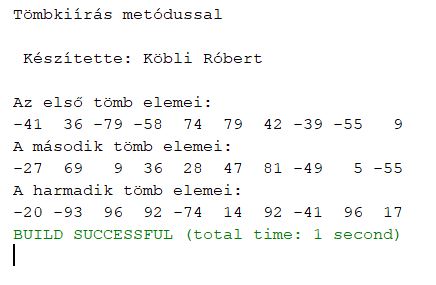 Tömbkiírás metódussal
Készítette: Köbli Róbert
Az első tömb elemei:
-41 36 -79 -58 74 79 42 -39 -55 9
A második tömb elemei:
-27 69 9 36 28 47 81 -49 5 -55
A harmadik tömb elemei:
-20 -93 96 92 -74 14 92 -41 96 17
BUILD SUCCESSFUL (total time: 1 second)